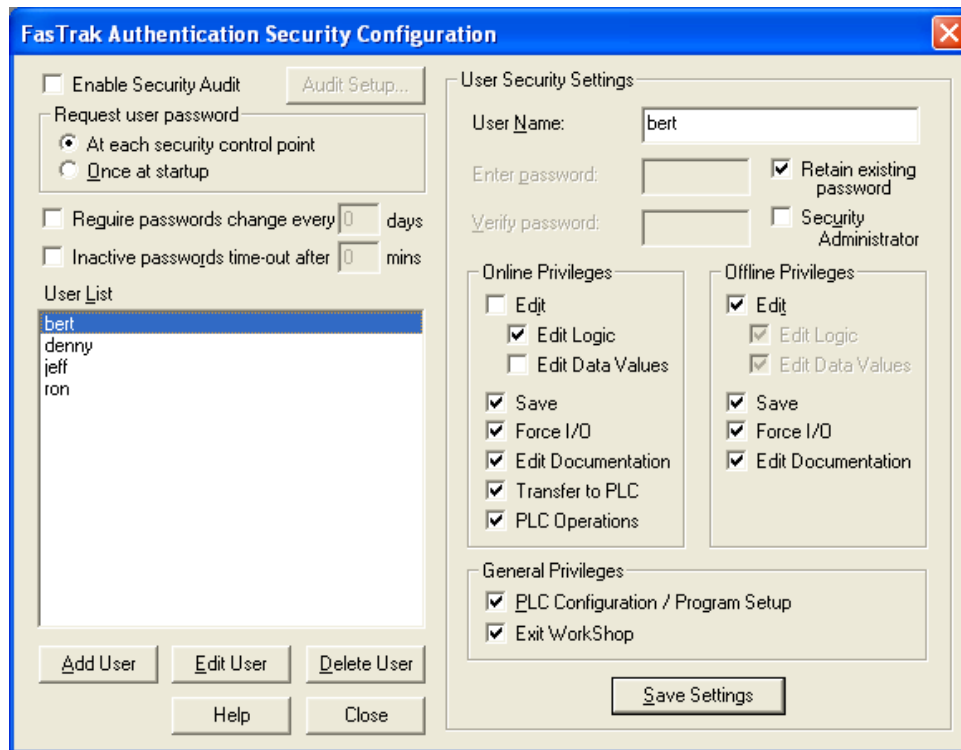 FasTrak Authentication Security Configuration
Enable Security Audit
Audit Setup...
Request user password
At each security control point
Once at startup
Reguire passwords change every 0 days
Inactive passwords time-out after 0 mins
User List
bert
denny
jeff
ron
Add User
Edit User
Delete User
Help
Close
User Security Settings
User Name: bert
Enter password:
Retain existing
password
Verify password:
Security
Administrator
Online Privileges
Edit
Edit Logic
Edit Data Values
Save
Force I/O
Edit Documentation
Transfer to PLC
PLC Operations
Offline Privileges
Edit
Edit Logic
Edit Data Values
Save
Force I/O
Edit Documentation
General Privileges
PLC Configuration / Program Setup
Exit WorkShop
Save Settings